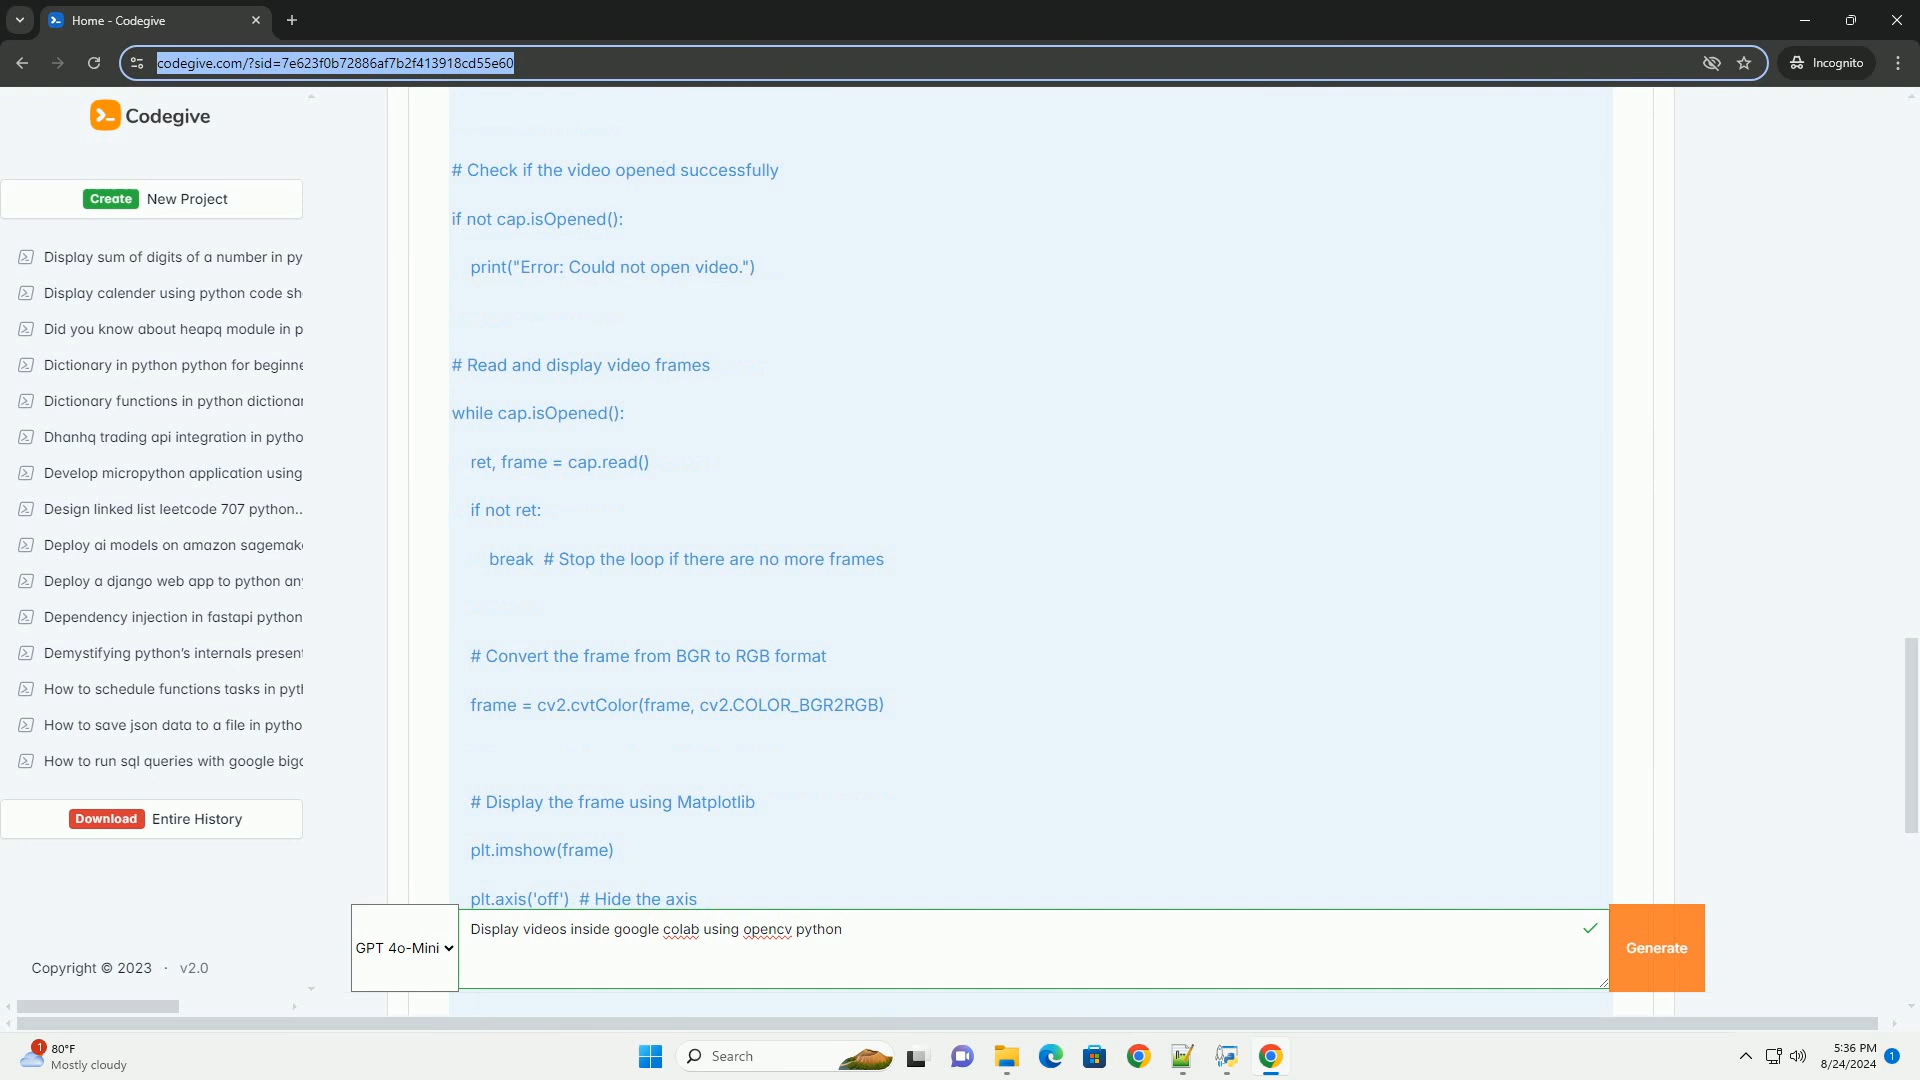 Home - Codegive
codegive.com/?sid=7e623f0b72886af7b2f413918cd55e60
Incognito
Codegive
Create New Project
Display sum of digits of a number in py
Display calender using python code sh
Did you know about heapq module in p
Dictionary in python python for beginne
Dictionary functions in python dictionar
Dhanhq trading api integration in pytho
Develop micropython application using
Design linked list leetcode 707 python..
Deploy ai models on amazon sagemak
Deploy a django web app to python an
Dependency injection in fastapi python
Demystifying python's internals present
How to schedule functions tasks in pyt
How to save json data to a file in pytho
How to run sql queries with google big
Download Entire History
Copyright © 2023 · v2.0
# Check if the video opened successfully
if not cap.isOpened():
print("Error: Could not open video.")
# Read and display video frames
while cap.isOpened():
ret, frame = cap.read()
if not ret:
break # Stop the loop if there are no more frames
# Convert the frame from BGR to RGB format
frame = cv2.cvtColor(frame, cv2.COLOR_BGR2RGB)
# Display the frame using Matplotlib
plt.imshow(frame)
plt.axis('off') # Hide the axis
GPT 4o-Mini
Display videos inside google colab using opencv python
Generate
1
80°F
Mostly cloudy
Search
5:36 PM
8/24/2024
1